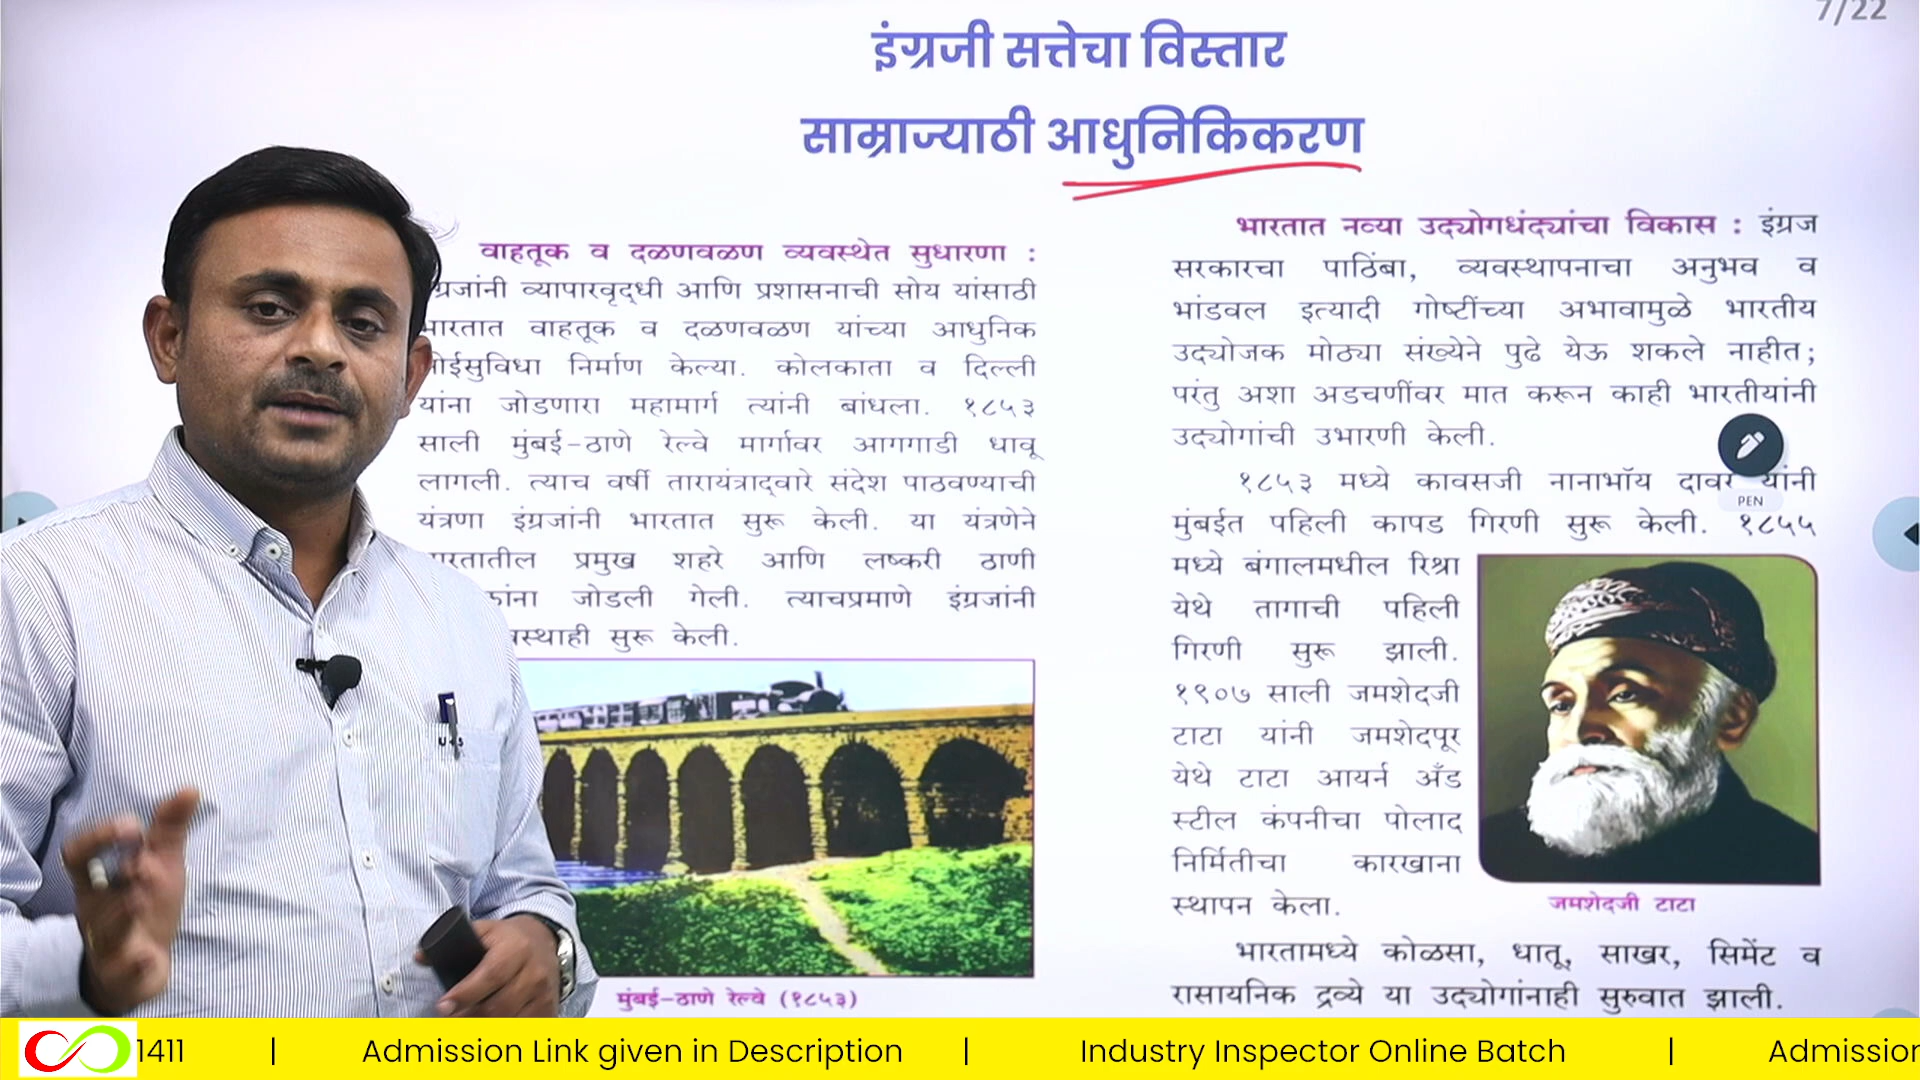 7/22
इंग्रजी सत्तेचा विस्तार
साम्राज्याठी आधुनिकिकरण
वाहतूक व दळणवळण व्यवस्थेत सुधारणा :
व्यापारवृद्धी आणि प्रशासनाची सोय यांसाठी
वाहतूक व दळणवळण यांच्या आधुनिक
निर्माण केल्या. कोलकाता व दिल्ली
यांना जोडणारा महामार्ग त्यांनी बांधला. १८५३
साली मुंबई-ठाणे रेल्वे मार्गावर आगगाडी धावू
लागली. त्याच वर्षी तारायंत्राद्वारे संदेश पाठवण्याची
यंत्रणा इंग्रजांनी भारतात सुरू केली. या यंत्रणेने
प्रमुख शहरे आणि लष्करी ठाणी
जोडली गेली. त्याचप्रमाणे इंग्रजांनी
सुरू केली.
मुंबई-ठाणे रेल्वे (१८५३)
भारतात नव्या उद्योगधंद्यांचा विकास : इंग्रज
सरकारचा पाठिंबा, व्यवस्थापनाचा अनुभव व
भांडवल इत्यादी गोष्टींच्या अभावामुळे भारतीय
उद्योजक मोठ्या संख्येने पुढे येऊ शकले नाहीत;
परंतु अशा अडचणींवर मात करून काही भारतीयांनी
उद्योगांची उभारणी केली.
१८५३ मध्ये कावसजी नानाभॉय दावर यांनी
PEN
मुंबईत पहिली कापड गिरणी सुरू केली. १८५५
मध्ये बंगालमधील रिश्रा
येथे तागाची पहिली
गिरणी सुरू झाली.
१९०७ साली जमशेदजी
टाटा यांनी जमशेदपूर
येथे टाटा आयर्न अँड
स्टील कंपनीचा पोलाद
निर्मितीचा कारखाना
स्थापन केला.
जमशेदजी टाटा
भारतामध्ये कोळसा, धातू, साखर, सिमेंट व
रासायनिक द्रव्ये या उद्योगांनाही सुरुवात झाली.
1411 | Admission Link given in Description | Industry Inspector Online Batch | Admission